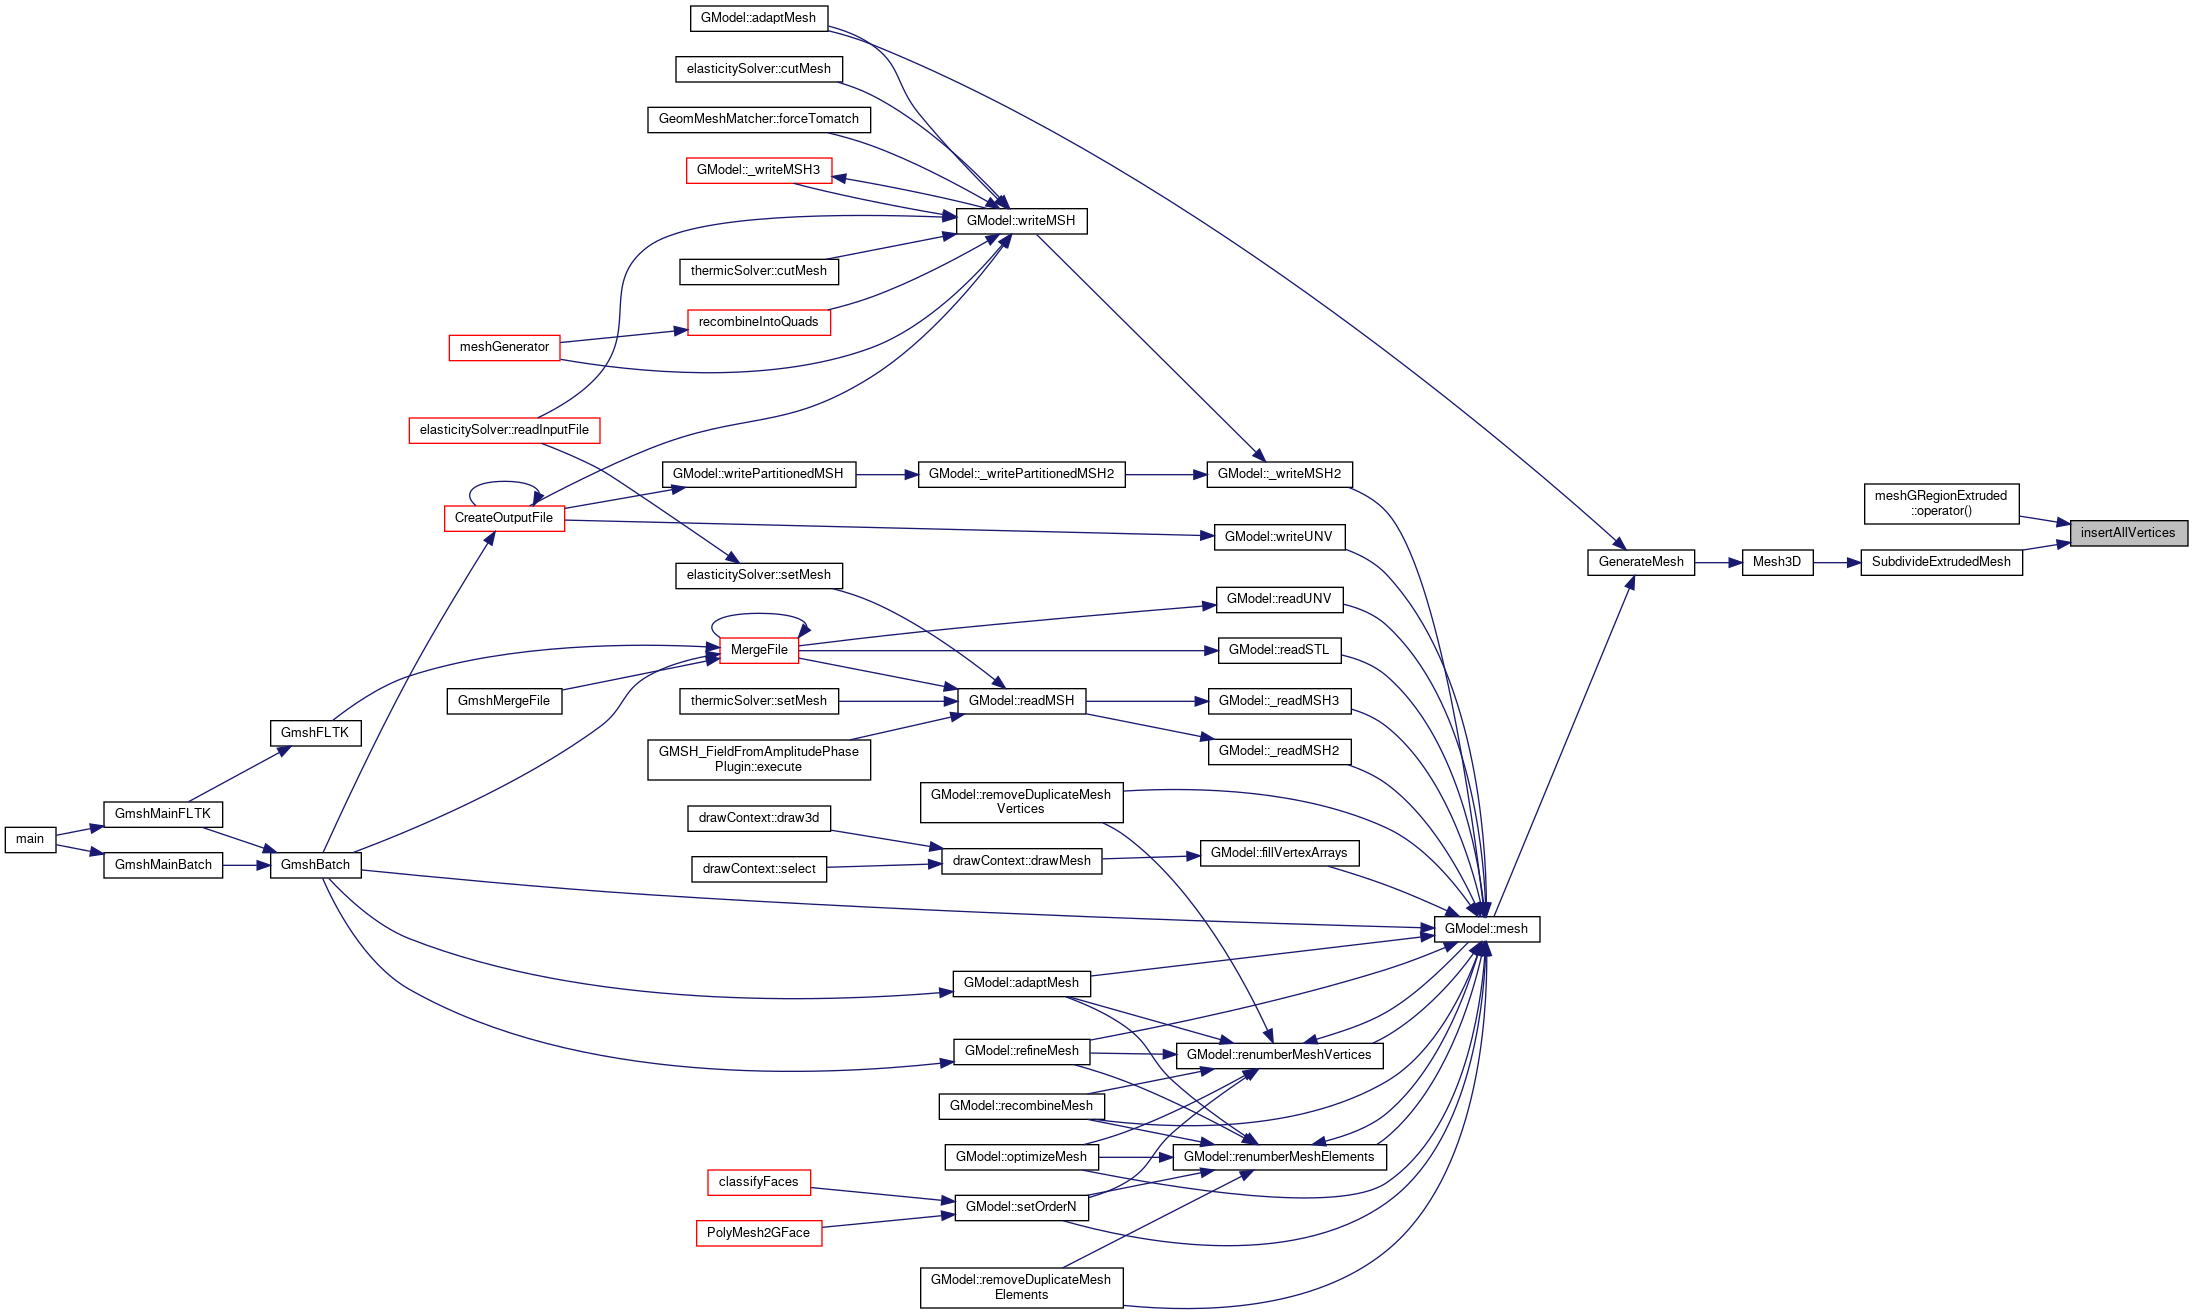 GModel::adaptMesh
elasticitySolver::cutMesh
GeomMeshMatcher::forceTomatch
GModel::_writeMSH3
GModel::writeMSH
thermicSolver::cutMesh
recombineIntoQuads
meshGenerator
elasticitySolver::readInputFile
GModel::writePartitionedMSH
GModel::_writePartitionedMSH2
GModel::_writeMSH2
meshGRegionExtruded
::operator()
CreateOutputFile
insertAllVertices
GModel::writeUNV
GenerateMesh
Mesh3D
SubdivideExtrudedMesh
elasticitySolver::setMesh
GModel::readUNV
MergeFile
GModel::readSTL
GmshMergeFile
thermicSolver::setMesh
GModel::readMSH
GModel::_readMSH3
GmshFLTK
GMSH_FieldFromAmplitudePhase
Plugin::execute
GModel::_readMSH2
GModel::removeDuplicateMesh
Vertices
GmshMainFLTK
drawContext::draw3d
main
GModel::fillVertexArrays
GmshMainBatch
GmshBatch
drawContext::select
drawContext::drawMesh
GModel::mesh
GModel::adaptMesh
GModel::refineMesh
GModel::renumberMeshVertices
GModel::recombineMesh
GModel::optimizeMesh
GModel::renumberMeshElements
classifyFaces
GModel::setOrderN
PolyMesh2GFace
GModel::removeDuplicateMesh
Elements